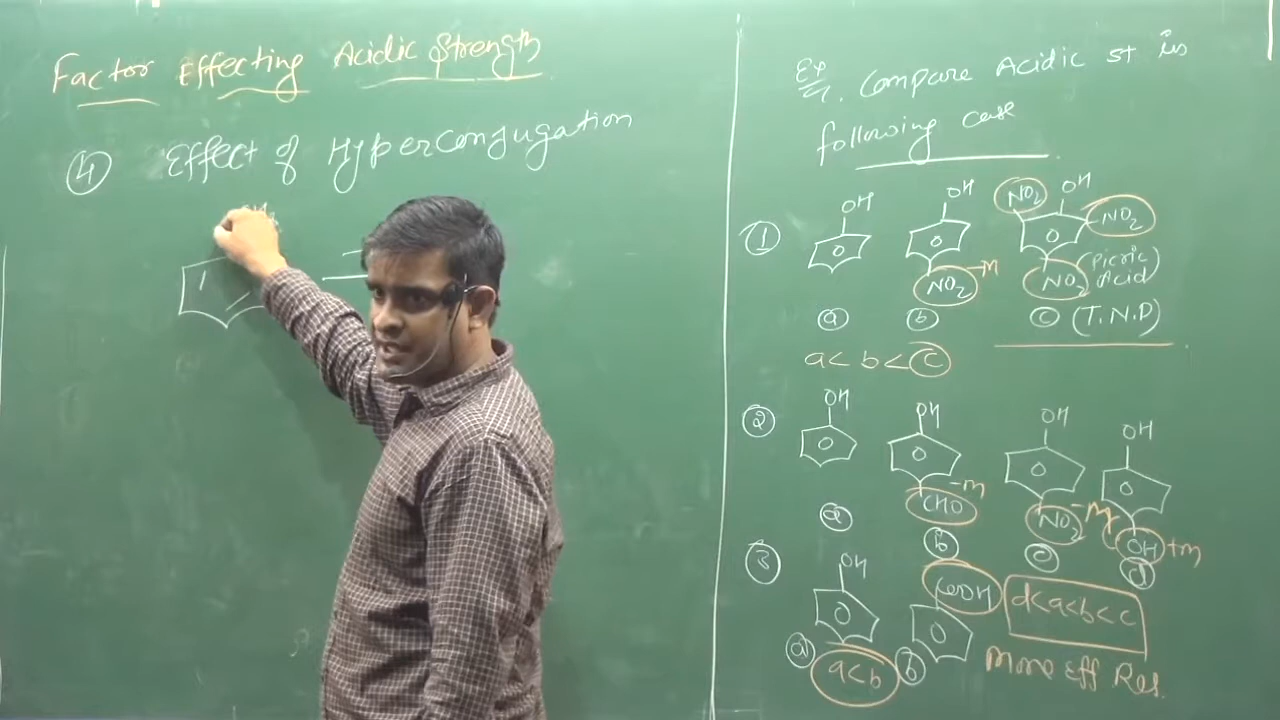 Factor Effecting Acidic Strength
④ Effect of Hyperconjugation
Ex
Compare Acidic st is
following case
① OH OH NO2 OH NO2
NO2 -m NO2 (Picric Acid)
a b c (T.N.P)
a < b < c
② OH OH OH OH
CHO -m NO2 -M OH +m
a b c d
d<a<b<c
③ OH COOH
a b
a<b
More Eff Res.